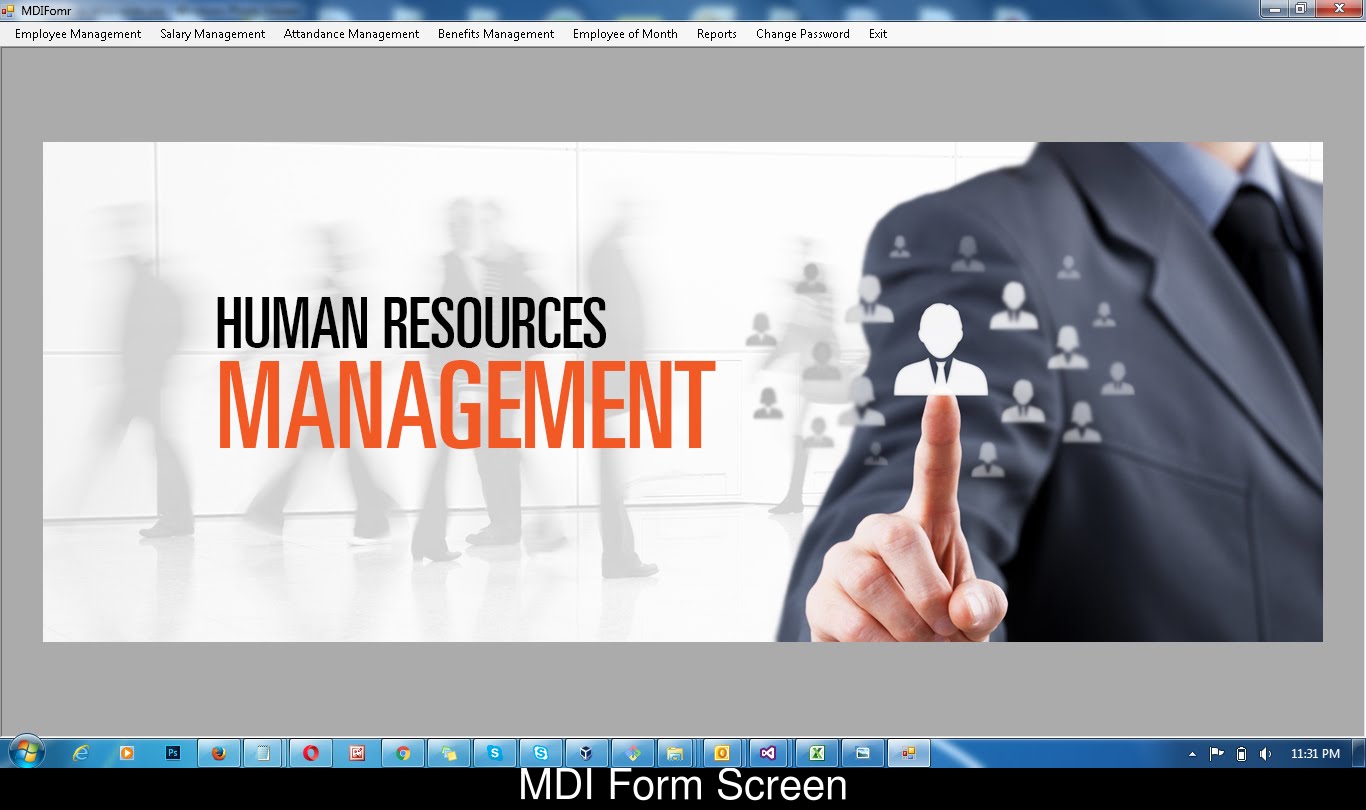 MDIFomr
Employee Management Salary Management Attandance Management Benefits Management Employee of Month Reports Change Password Exit
HUMAN RESOURCES
MANAGEMENT
Ps
11:31 PM
MDI Form Screen